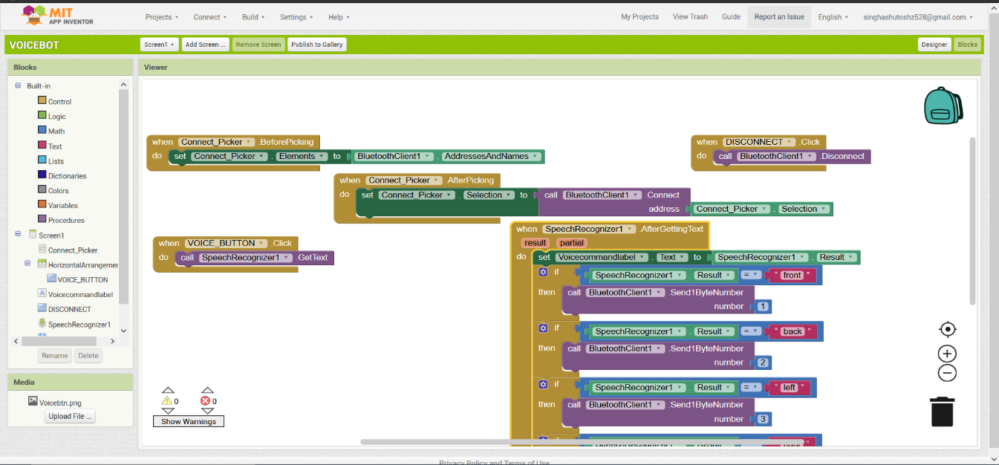 MIT
APP INVENTOR
Projects Connect Build Settings Help My Projects View Trash Guide Report an Issue English singhashutoshz528@gmail.com
VOICEBOT Screen1 Add Screen ... Remove Screen Publish to Gallery Designer Blocks
Blocks
Built-in
Control
Logic
Math
Text
Lists
Dictionaries
Colors
Variables
Procedures
Screen1
Connect_Picker
HorizontalArrangemer
VOICE_BUTTON
Voicecommandlabel
DISCONNECT
SpeechRecognizer1
Rename Delete
Media
Voicebtn.png
Upload File ...
Viewer
when Connect_Picker .BeforePicking
do set Connect_Picker . Elements to BluetoothClient1 . AddressesAndNames
when DISCONNECT .Click
do call BluetoothClient1 .Disconnect
when Connect_Picker .AfterPicking
do set Connect_Picker . Selection to call BluetoothClient1 .Connect
address Connect_Picker . Selection
when VOICE_BUTTON .Click
do call SpeechRecognizer1 .GetText
when SpeechRecognizer1 .AfterGettingText
result partial
do set Voicecommandlabel . Text to SpeechRecognizer1 . Result
if SpeechRecognizer1 . Result = " front "
then call BluetoothClient1 .Send1ByteNumber
number 1
if SpeechRecognizer1 . Result = " back "
then call BluetoothClient1 .Send1ByteNumber
number 2
if SpeechRecognizer1 . Result = " left "
then call BluetoothClient1 .Send1ByteNumber
number 3
0 0
Show Warnings
Privacy Policy and Terms of Use